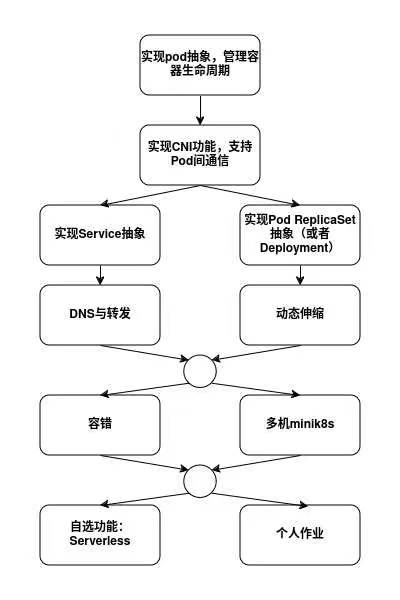 实现pod抽象，管理容
器生命周期
实现CNI功能，支持
Pod间通信
实现Service抽象
实现Pod ReplicaSet
抽象（或者
Deployment）
DNS与转发
动态伸缩
容错
多机minik8s
自选功能：
Serverless
个人作业